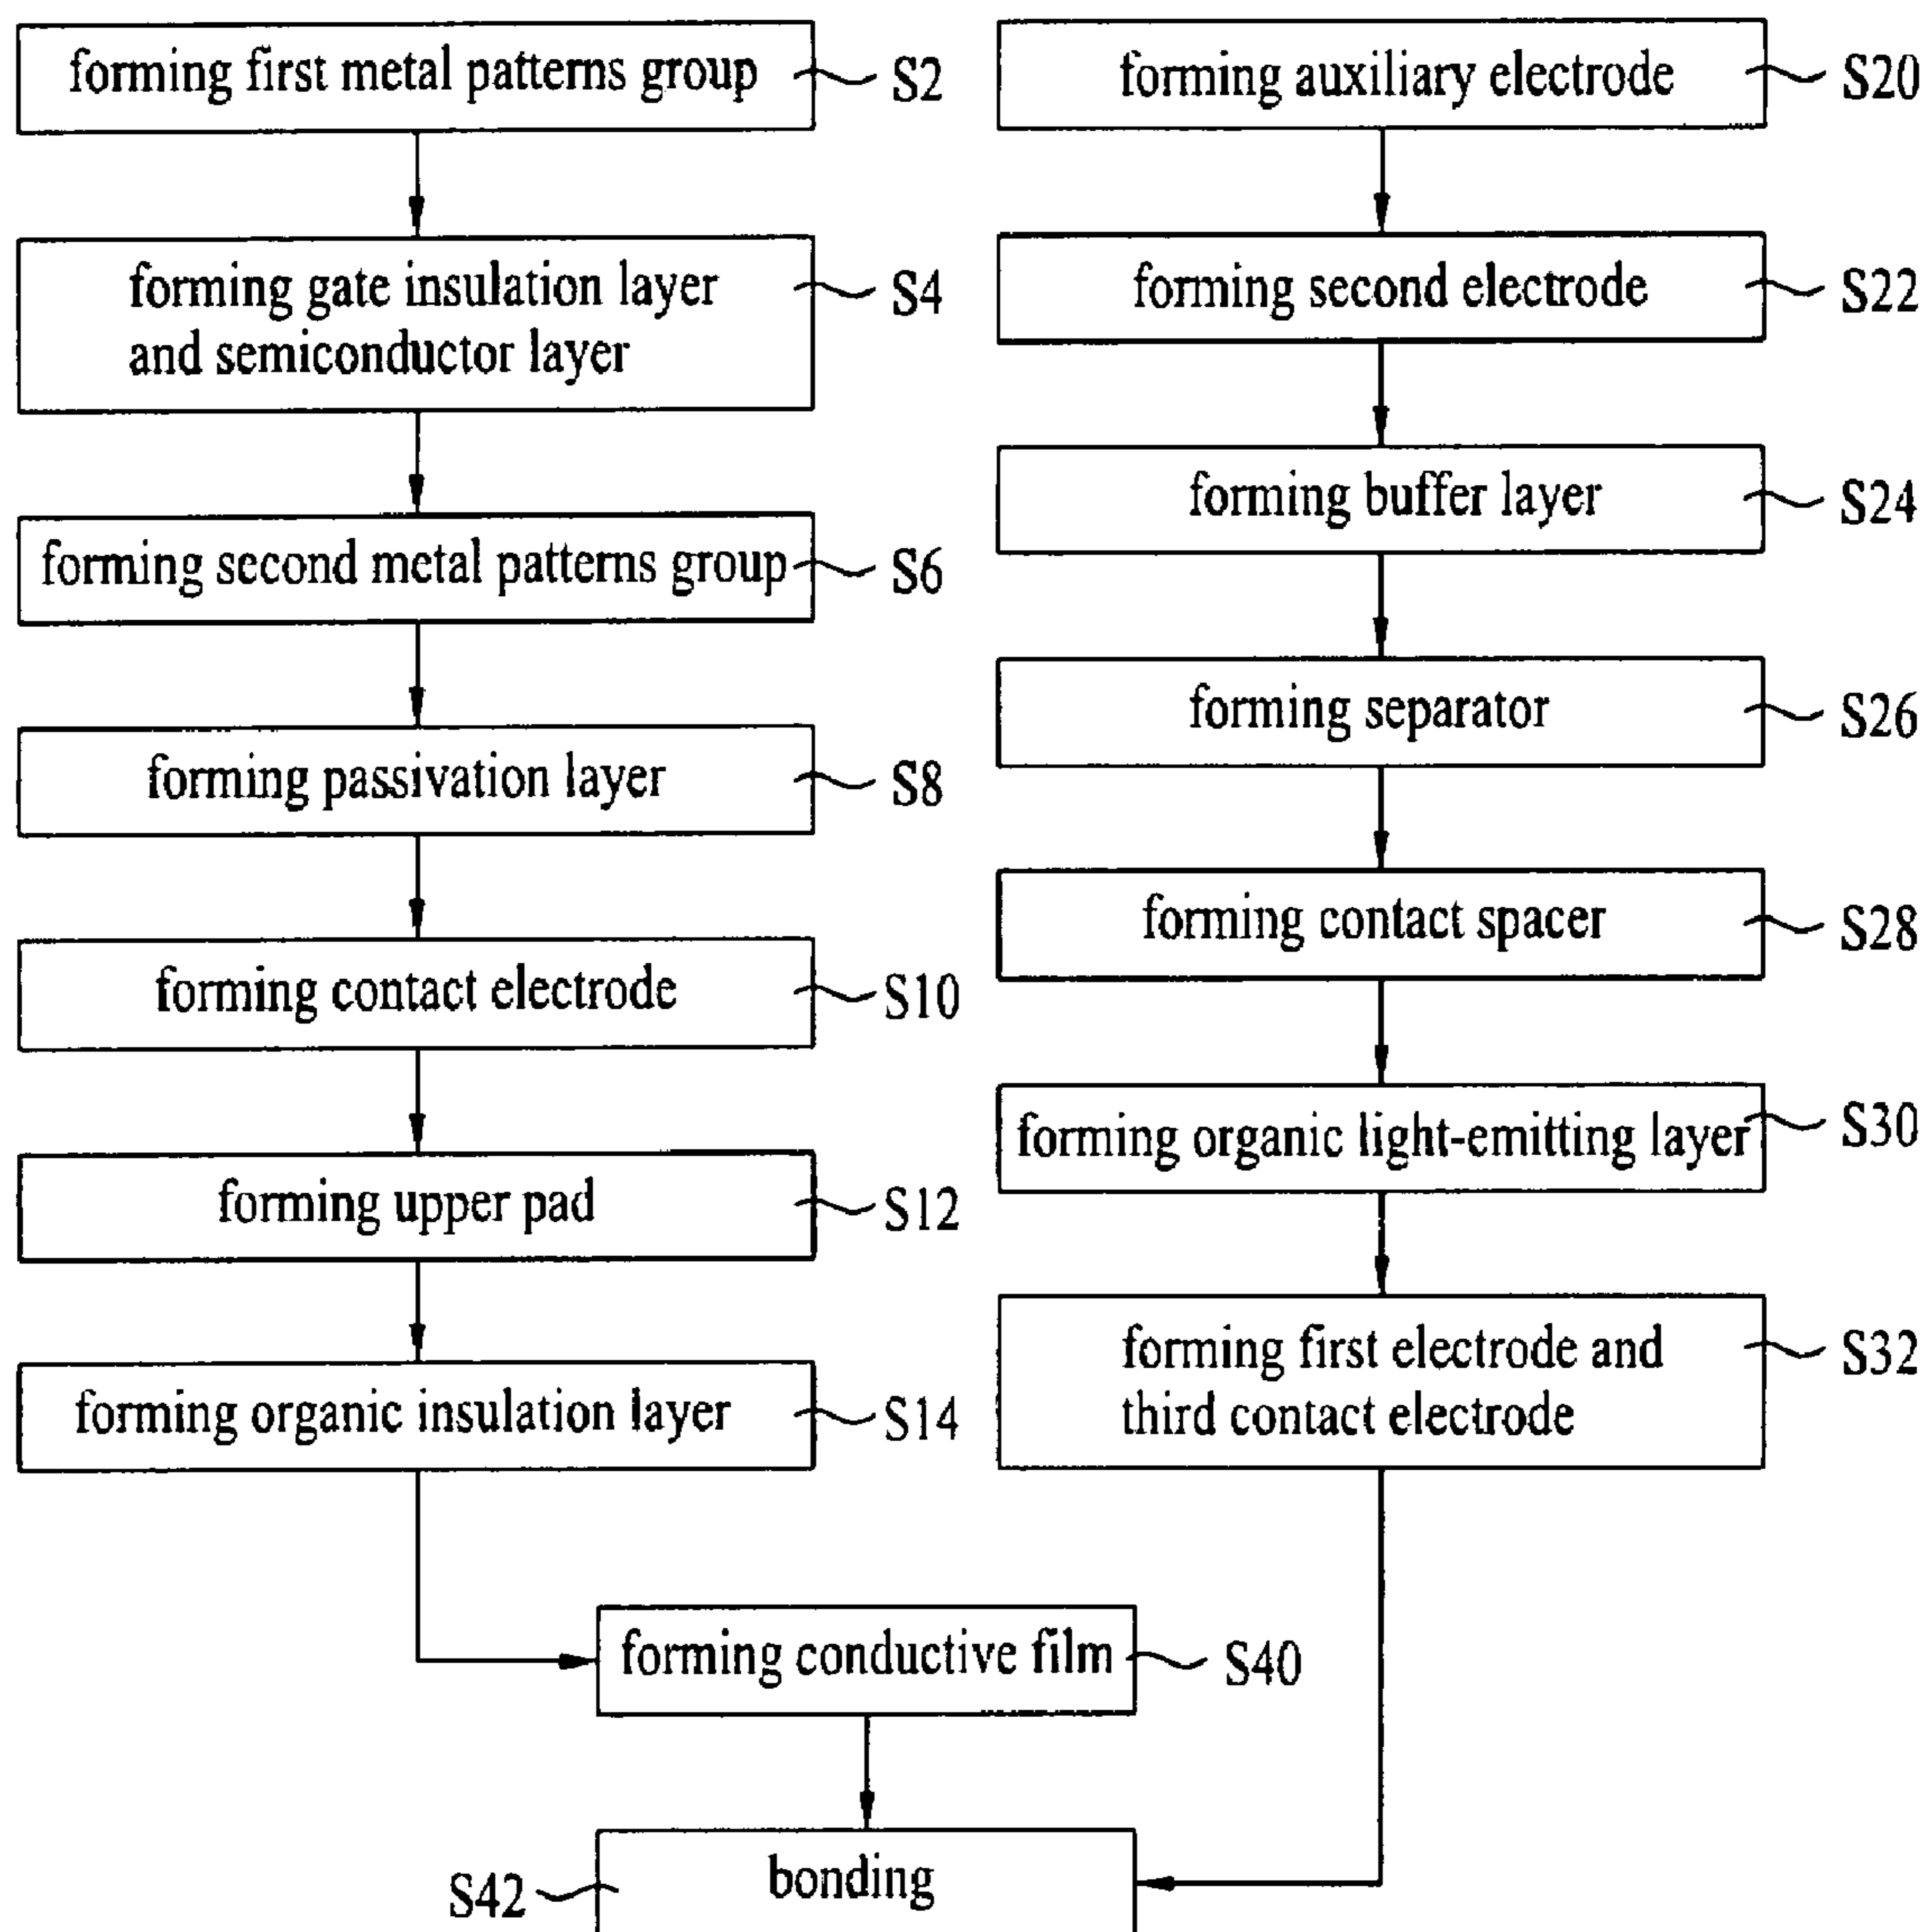 forming first metal patterns group
S2
forming gate insulation layer
and semiconductor layer
S4
forming second metal patterns group
S6
forming passivation layer
S8
forming contact electrode
S10
forming upper pad
S12
forming organic insulation layer
S14
forming auxiliary electrode
S20
forming second electrode
S22
forming buffer layer
S24
forming separator
S26
forming contact spacer
S28
forming organic light-emitting layer
S30
forming first electrode and
third contact electrode
S32
forming conductive film
S40
bonding
S42